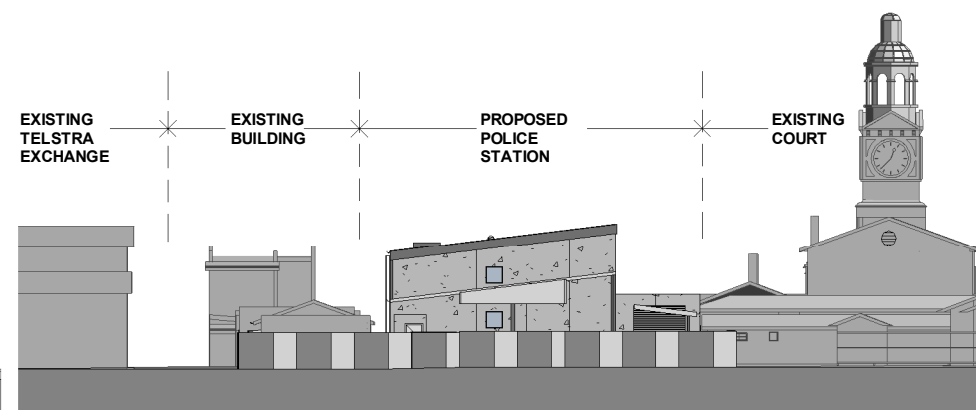 EXISTING
TELSTRA
EXCHANGE
EXISTING
BUILDING
PROPOSED
POLICE
STATION
EXISTING
COURT